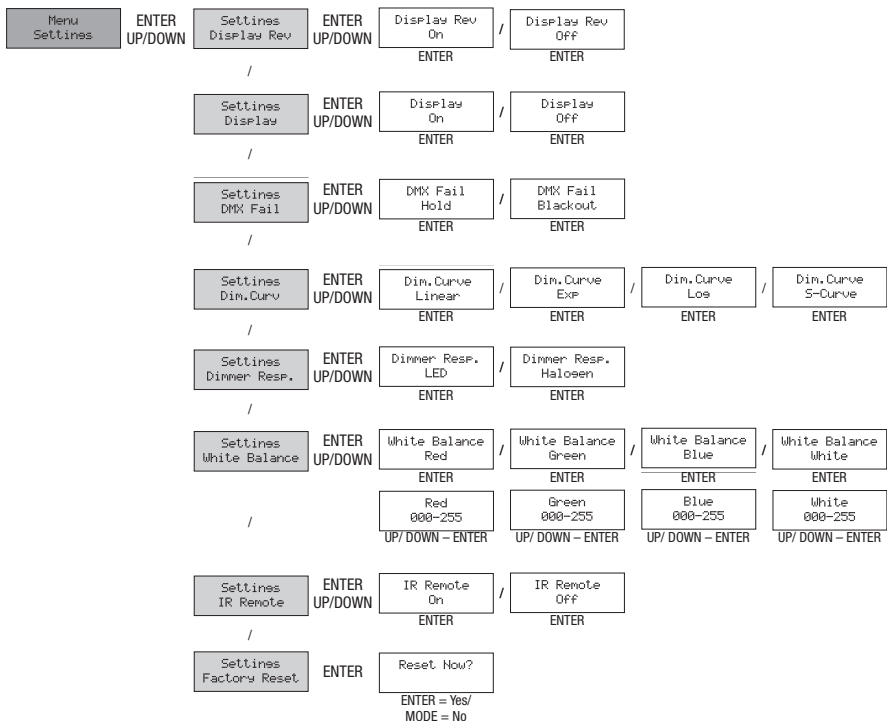 Menu
Settings
ENTER
UP/DOWN
Settings
Display Rev
ENTER
UP/DOWN
Display Rev
On
ENTER
/
Display Rev
Off
ENTER
/
Settings
Display
ENTER
UP/DOWN
Display
On
ENTER
/
Display
Off
ENTER
/
Settings
DMX Fail
ENTER
UP/DOWN
DMX Fail
Hold
ENTER
/
DMX Fail
Blackout
ENTER
/
Settings
Dim.Curv
ENTER
UP/DOWN
Dim.Curve
Linear
ENTER
/
Dim.Curve
Exp
ENTER
/
Dim.Curve
Log
ENTER
/
Dim.Curve
S-Curve
ENTER
/
Settings
Dimmer Resp.
ENTER
UP/DOWN
Dimmer Resp.
LED
ENTER
/
Dimmer Resp.
Halogen
ENTER
/
Settings
White Balance
ENTER
UP/DOWN
White Balance
Red
ENTER
/
White Balance
Green
ENTER
/
White Balance
Blue
ENTER
/
White Balance
White
ENTER
Red
000-255
UP/ DOWN – ENTER
Green
000-255
UP/ DOWN – ENTER
Blue
000-255
UP/ DOWN – ENTER
White
000-255
UP/ DOWN – ENTER
/
Settings
IR Remote
ENTER
UP/DOWN
IR Remote
On
ENTER
/
IR Remote
Off
ENTER
/
Settings
Factory Reset
ENTER
Reset Now?
ENTER = Yes/
MODE = No